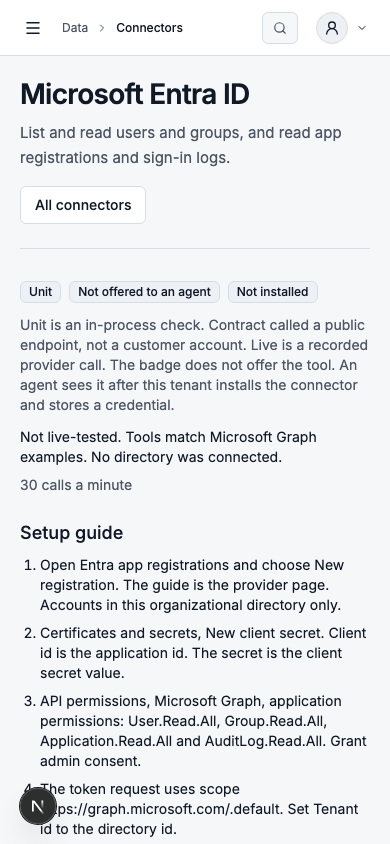 Data > Connectors
Microsoft Entra ID
List and read users and groups, and read app
registrations and sign-in logs.
All connectors
Unit
Not offered to an agent
Not installed
Unit is an in-process check. Contract called a public
endpoint, not a customer account. Live is a recorded
provider call. The badge does not offer the tool. An
agent sees it after this tenant installs the connector
and stores a credential.
Not live-tested. Tools match Microsoft Graph
examples. No directory was connected.
30 calls a minute
Setup guide
1. Open Entra app registrations and choose New
registration. The guide is the provider page.
Accounts in this organizational directory only.
2. Certificates and secrets, New client secret. Client
id is the application id. The secret is the client
secret value.
3. API permissions, Microsoft Graph, application
permissions: User.Read.All, Group.Read.All,
Application.Read.All and AuditLog.Read.All. Grant
admin consent.
4. The token request uses scope
https://graph.microsoft.com/.default. Set Tenant
id to the directory id.
N